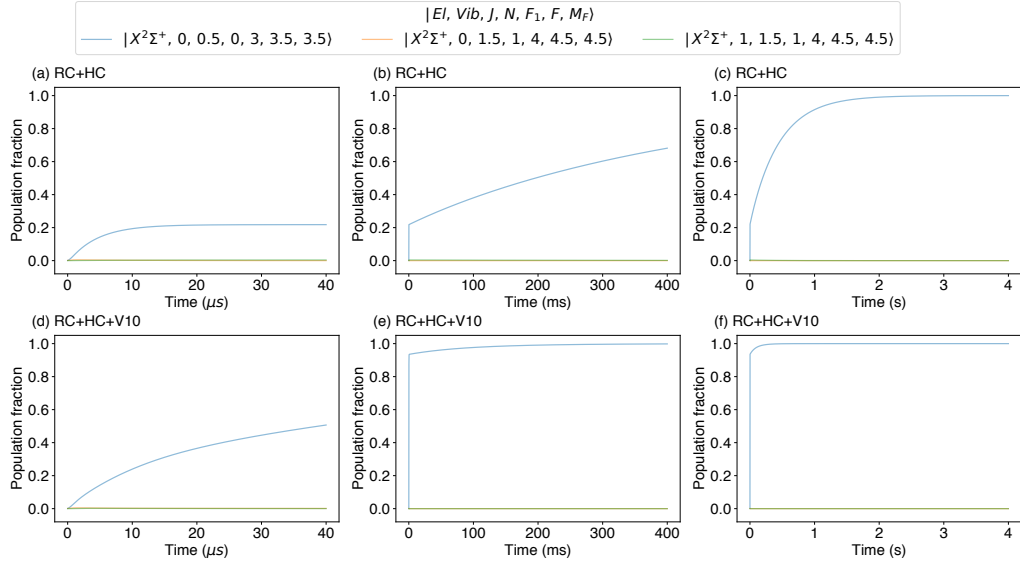 | El, Vib, J, N, F₁, F, M_F⟩
| X²Σ⁺, 0, 0.5, 0, 3, 3.5, 3.5⟩ | X²Σ⁺, 0, 1.5, 1, 4, 4.5, 4.5⟩ | X²Σ⁺, 1, 1.5, 1, 4, 4.5, 4.5⟩
(a) RC+HC (b) RC+HC (c) RC+HC
Population fraction
1.0
0.8
0.6
0.4
0.2
0.0
0 10 20 30 40
Time (μs)
Population fraction
1.0
0.8
0.6
0.4
0.2
0.0
0 100 200 300 400
Time (ms)
Population fraction
1.0
0.8
0.6
0.4
0.2
0.0
0 1 2 3 4
Time (s)
(d) RC+HC+V10 (e) RC+HC+V10 (f) RC+HC+V10
Population fraction
1.0
0.8
0.6
0.4
0.2
0.0
0 10 20 30 40
Time (μs)
Population fraction
1.0
0.8
0.6
0.4
0.2
0.0
0 100 200 300 400
Time (ms)
Population fraction
1.0
0.8
0.6
0.4
0.2
0.0
0 1 2 3 4
Time (s)